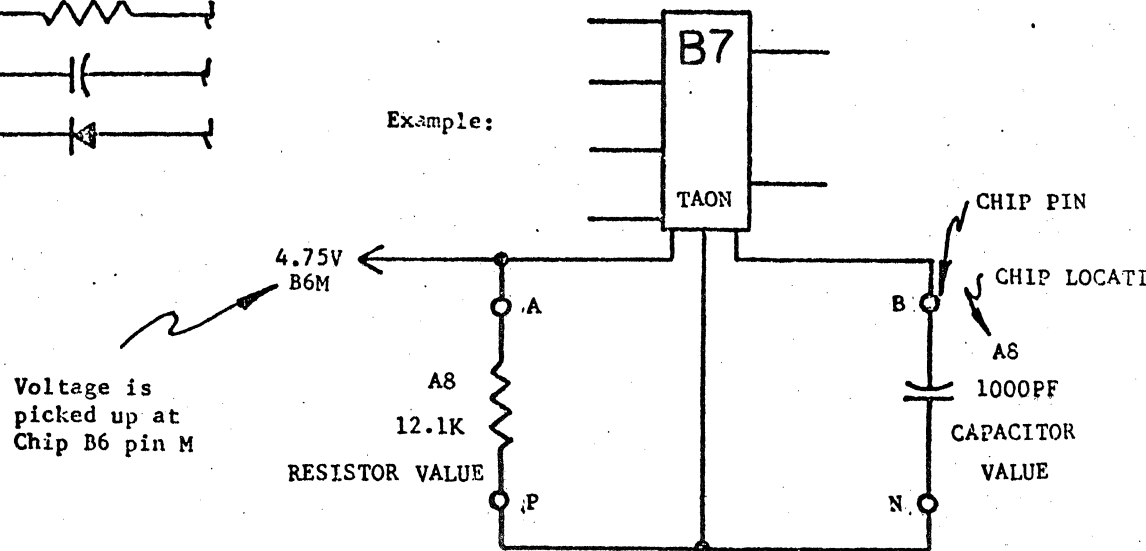 B7
Example:
TAON
CHIP PIN
4.75V
B6M
CHIP LOCATI
A
B
A8
A8
1000PF
12.1K
Voltage is
picked up at
Chip B6 pin M
CAPACITOR
VALUE
RESISTOR VALUE
P
N